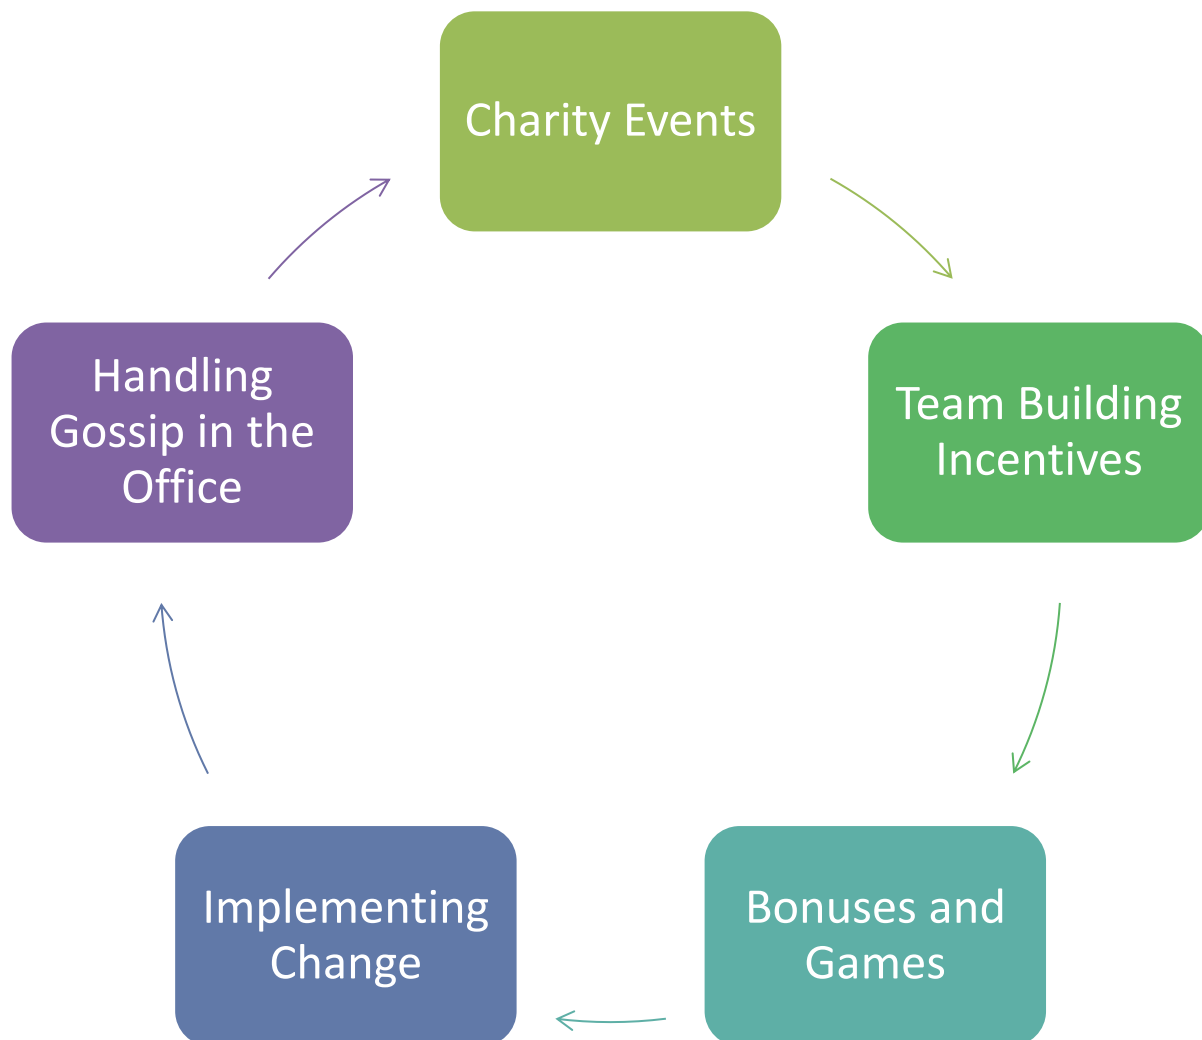 Charity Events
Team Building
Incentives
Bonuses and
Games
Implementing
Change
Handling
Gossip in the
Office